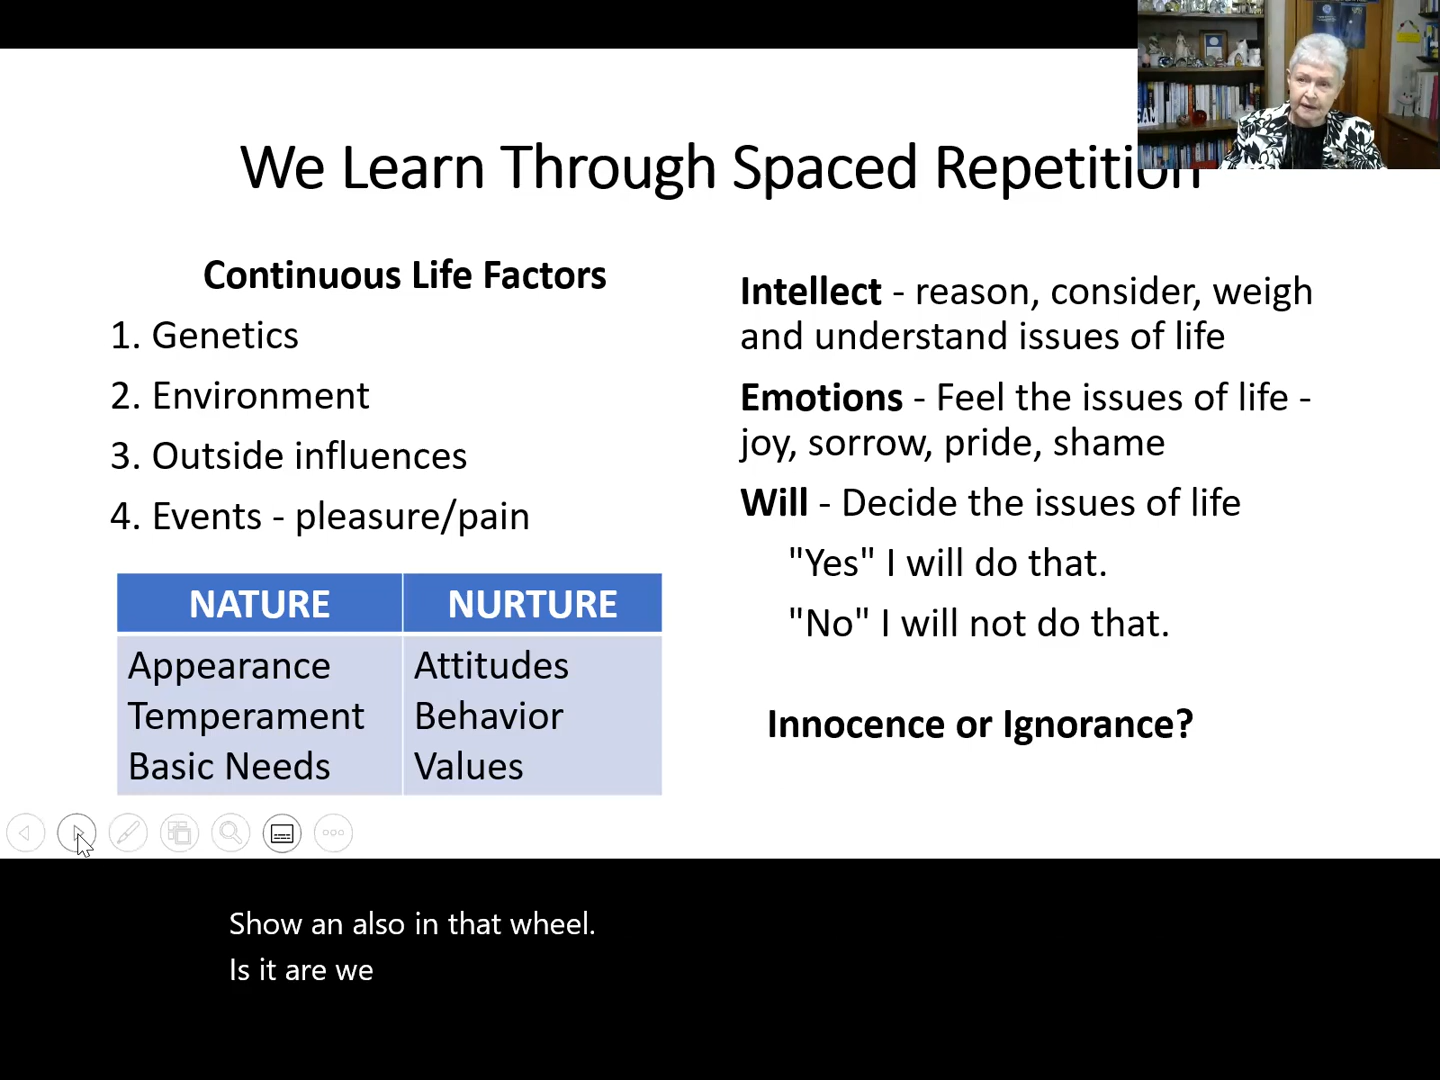 We Learn Through Spaced Repetition
Continuous Life Factors
1. Genetics
2. Environment
3. Outside influences
4. Events - pleasure/pain
NATURE NURTURE
Appearance Attitudes
Temperament Behavior
Basic Needs Values
Intellect - reason, consider, weigh
and understand issues of life
Emotions - Feel the issues of life -
joy, sorrow, pride, shame
Will - Decide the issues of life
"Yes" I will do that.
"No" I will not do that.
Innocence or Ignorance?
Show an also in that wheel.
Is it are we